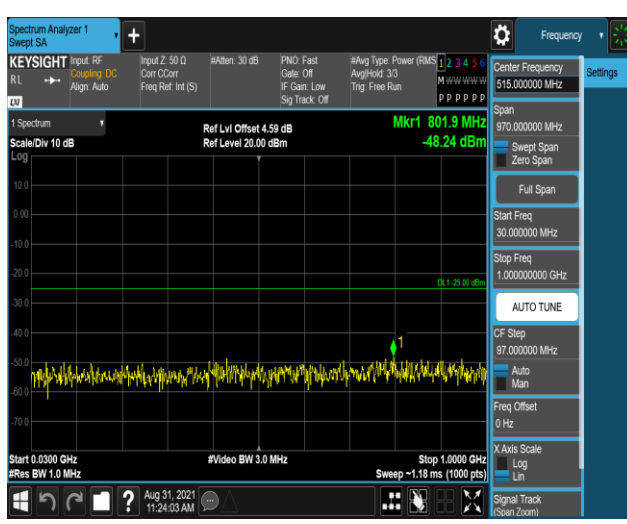 Spectrum Analyzer 1
Swept SA
+
Frequency
KEYSIGHT
Input: RF
Input Z: 50 Ω
#Atten: 30 dB
PNO: Fast
#Avg Type: Power (RMS
1 2 3 4 5 6
RL
Coupling: DC
Corr CCorr
Gate: Off
Avg|Hold: 3/3
M W W W W W
Align: Auto
Freq Ref: Int (S)
IF Gain: Low
Trig: Free Run
Sig Track: Off
P P P P P P
LXI
1 Spectrum
Ref Lvl Offset 4.59 dB
Mkr1 801.9 MHz
Scale/Div 10 dB
Ref Level 20.00 dBm
-48.24 dBm
Log
10.0
0.00
-10.0
-20.0
DL1 -25.00 dBm
-30.0
-40.0
1
-50.0
-60.0
-70.0
Start 0.0300 GHz
#Video BW 3.0 MHz
Stop 1.0000 GHz
#Res BW 1.0 MHz
Sweep ~1.18 ms (1000 pts)
?
Aug 31, 2021
11:24:03 AM
Center Frequency
515.000000 MHz
Settings
Span
970.000000 MHz
Swept Span
Zero Span
Full Span
Start Freq
30.000000 MHz
Stop Freq
1.000000000 GHz
AUTO TUNE
CF Step
97.000000 MHz
Auto
Man
Freq Offset
0 Hz
X Axis Scale
Log
Lin
Signal Track
(Span Zoom)